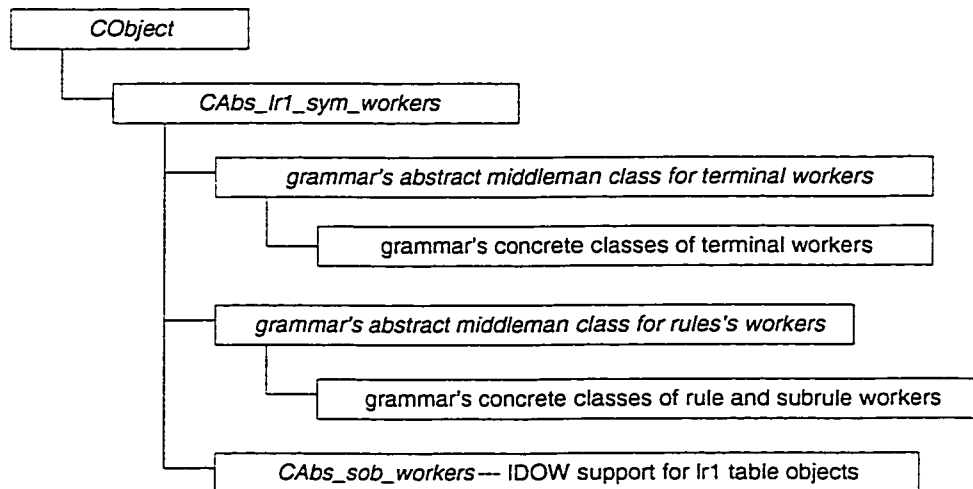 CObject
CAbs_lr1_sym_workers
grammar's abstract middleman class for terminal workers
grammar's concrete classes of terminal workers
grammar's abstract middleman class for rules's workers
grammar's concrete classes of rule and subrule workers
CAbs_sob_workers--- IDOW support for lr1 table objects